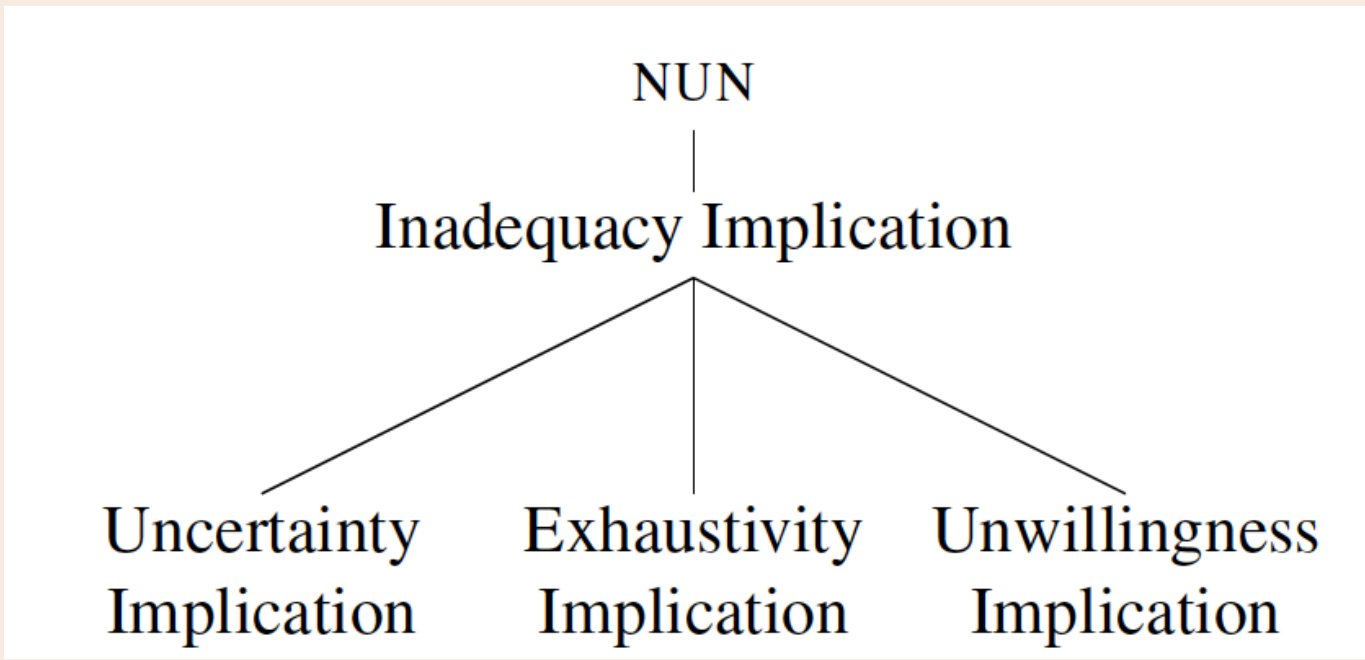 NUN
Inadequacy Implication
Uncertainty Exhaustivity Unwillingness
Implication Implication Implication